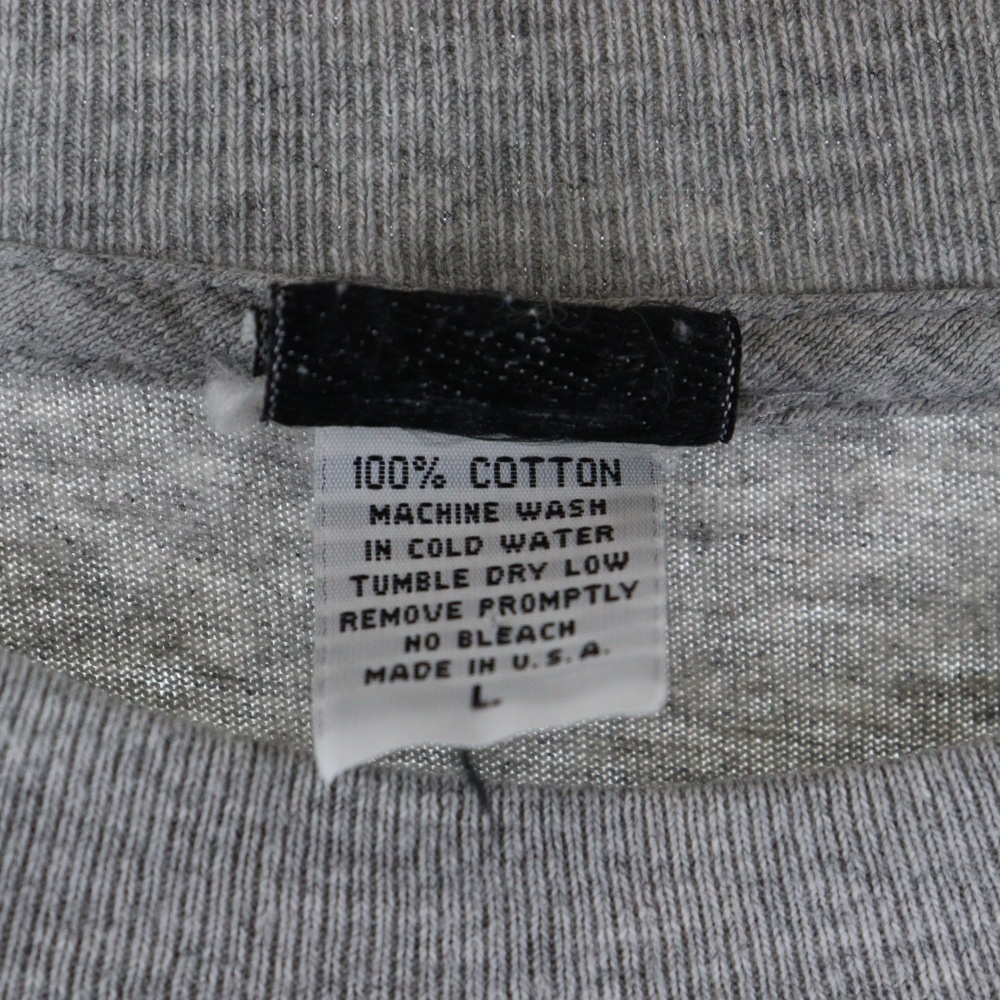 100% COTTON
MACHINE WASH
IN COLD WATER
TUMBLE DRY LOW
REMOVE PROMPTLY
NO BLEACH
MADE IN U.S.A.
L.